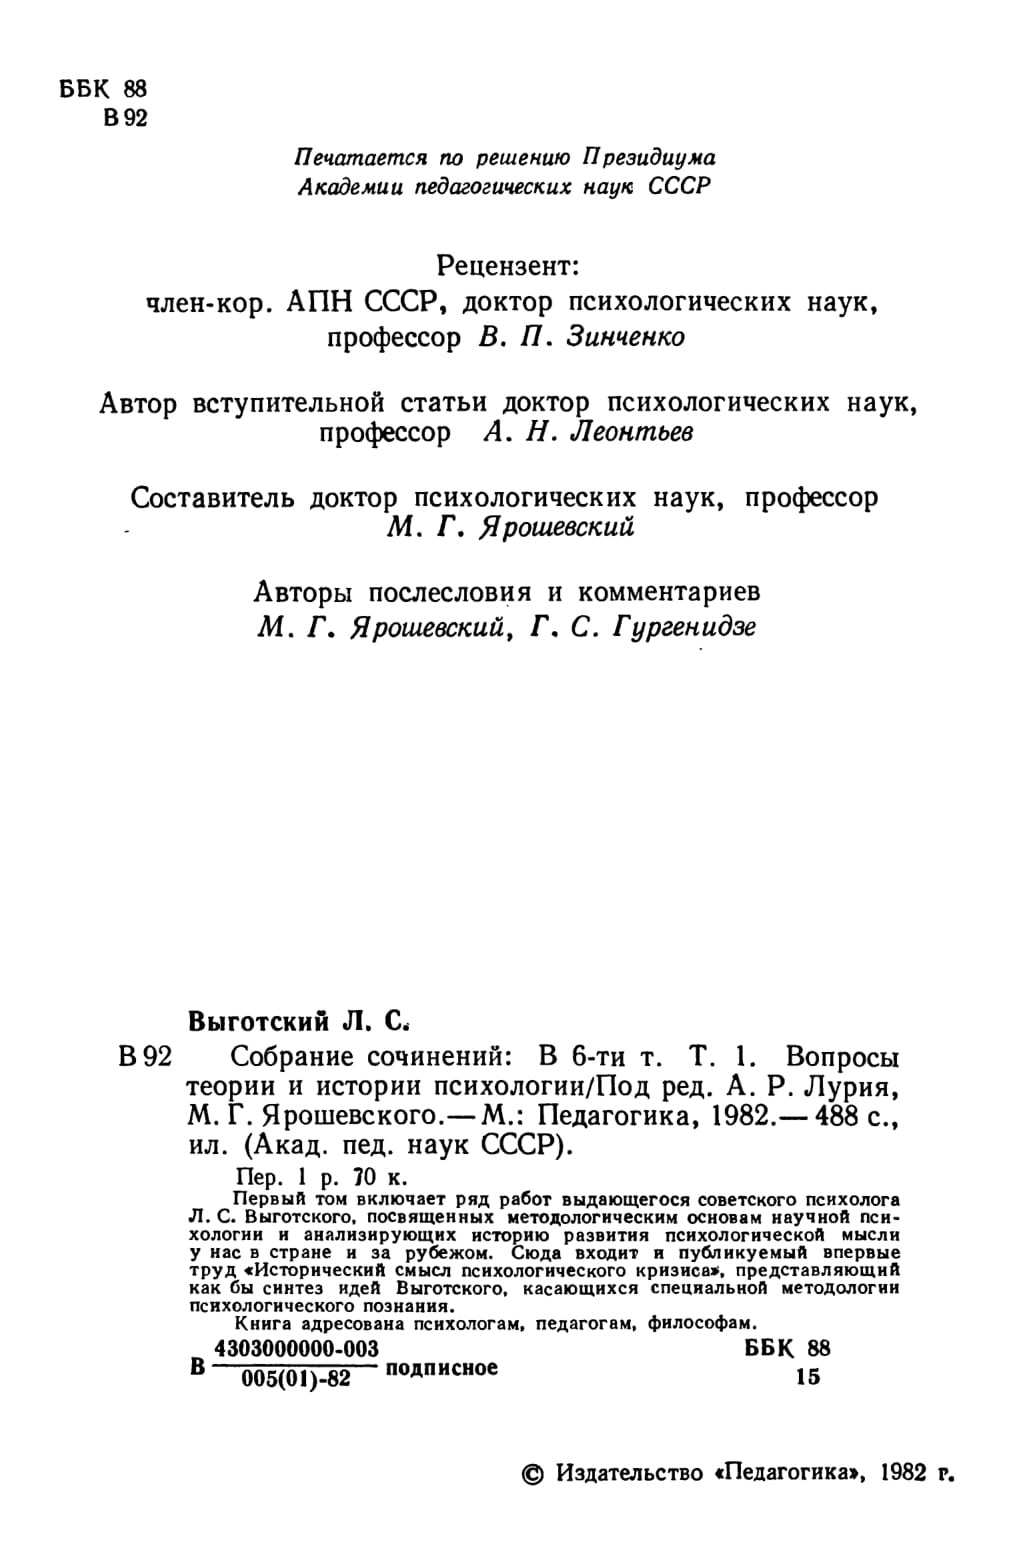 ББК 88
В 92
Печатается по решению Президиума
Академии педагогических наук СССР
Рецензент:
член-кор. АПН СССР, доктор психологических наук,
профессор В. П. Зинченко
Автор вступительной статьи доктор психологических наук,
профессор А. Н. Леонтьев
Составитель доктор психологических наук, профессор
М. Г. Ярошевский
Авторы послесловия и комментариев
М. Г. Ярошевский, Г. С. Гургенидзе
Выготский Л. С.
В 92 Собрание сочинений: В 6-ти т. Т. 1. Вопросы
теории и истории психологии/Под ред. А. Р. Лурия,
М. Г. Ярошевского.— М.: Педагогика, 1982.— 488 с.,
ил. (Акад. пед. наук СССР).
Пер. 1 р. 70 к.
Первый том включает ряд работ выдающегося советского психолога
Л. С. Выготского, посвященных методологическим основам научной пси-
хологии и анализирующих историю развития психологической мысли
у нас в стране и за рубежом. Сюда входит и публикуемый впервые
труд «Исторический смысл психологического кризиса», представляющий
как бы синтез идей Выготского, касающихся специальной методологии
психологического познания.
Книга адресована психологам, педагогам, философам.
4303000000-003 ББК 88
В подписное
005(01)-82 15
© Издательство «Педагогика», 1982 г.